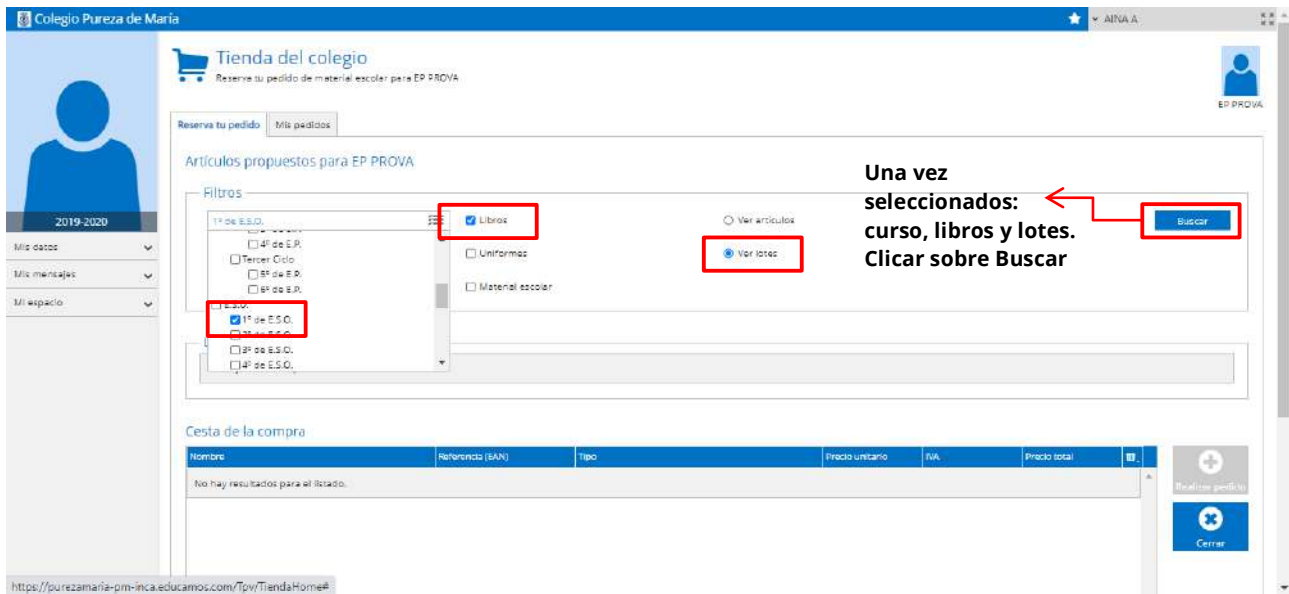 Colegio Pureza de María
AINA A
Tienda del colegio
Reserva tu pedido de material escolar para EP PROVA
EP PROVA
Reserva tu pedido
Mis pedidos
Artículos propuestos para EP PROVA
Filtros
1º de E.S.O.
Libros
Ver artículos
Buscar
4º de E.P.
Uniformes
Ver lotes
Tercer Ciclo
5º de E.P.
6º de E.P.
Material escolar
E.S.O.
1º de E.S.O.
3º de E.S.O.
4º de E.S.O.
Una vez
seleccionados:
curso, libros y lotes.
Clicar sobre Buscar
2019-2020
Mis datos
Mis mensajes
Mi espacio
Cesta de la compra
Nombre
Referencia (EAN)
Tipo
Precio unitario
IVA
Precio total
No hay resultados para el listado.
Realizar pedido
Cerrar
https://purezamaria-pm-inca.educamos.com/Tpv/TiendaHome#